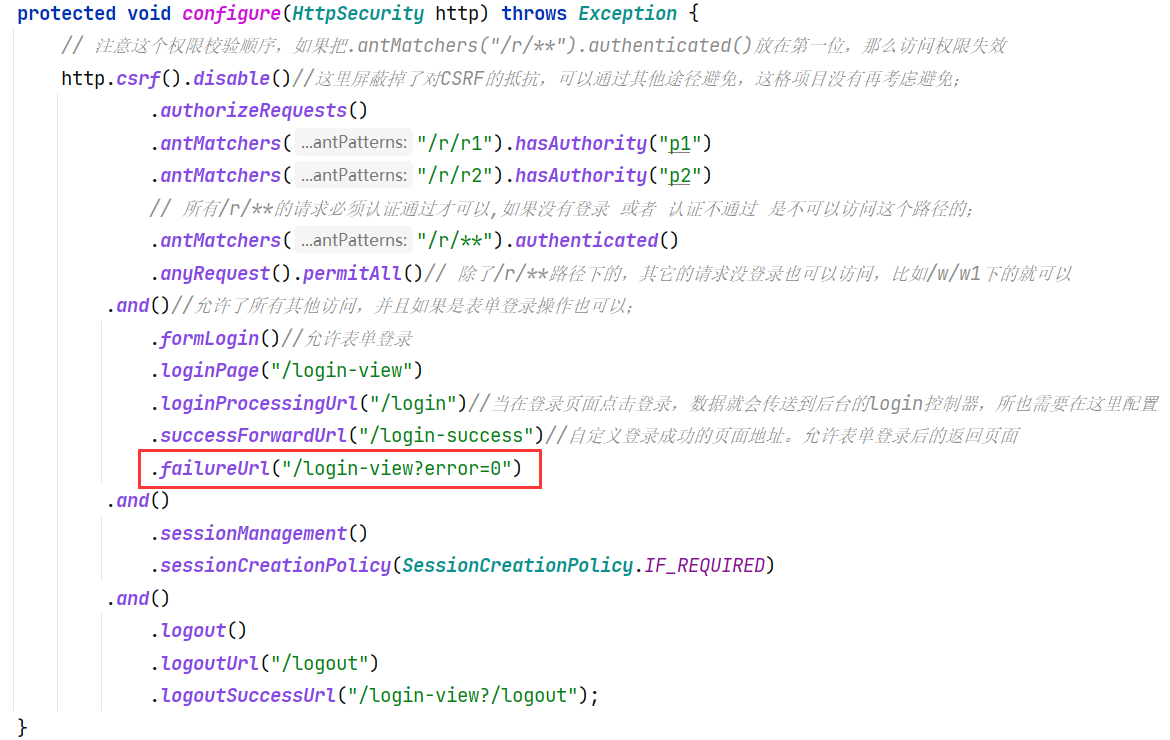 protected void configure(HttpSecurity http) throws Exception {
// 注意这个权限校验顺序，如果把.antMatchers("/r/**").authenticated()放在第一位，那么访问权限失效
http.csrf().disable()//这里屏蔽掉了对CSRF的抵抗，可以通过其他途径避免，这格项目没有再考虑避免；
.authorizeRequests()
.antMatchers( ...antPatterns: "/r/r1").hasAuthority("p1")
.antMatchers( ...antPatterns: "/r/r2").hasAuthority("p2")
// 所有/r/**的请求必须认证通过才可以,如果没有登录 或者 认证不通过 是不可以访问这个路径的；
.antMatchers( ...antPatterns: "/r/**").authenticated()
.anyRequest().permitAll()// 除了/r/**路径下的，其它的请求没登录也可以访问，比如/w/w1下的就可以
.and()//允许了所有其他访问，并且如果是表单登录操作也可以；
.formLogin()//允许表单登录
.loginPage("/login-view")
.loginProcessingUrl("/login")//当在登录页面点击登录，数据就会传送到后台的login控制器，所也需要在这里配置
.successForwardUrl("/login-success")//自定义登录成功的页面地址。允许表单登录后的返回页面
.failureUrl("/login-view?error=0")
.and()
.sessionManagement()
.sessionCreationPolicy(SessionCreationPolicy.IF_REQUIRED)
.and()
.logout()
.logoutUrl("/logout")
.logoutSuccessUrl("/login-view?/logout");
}